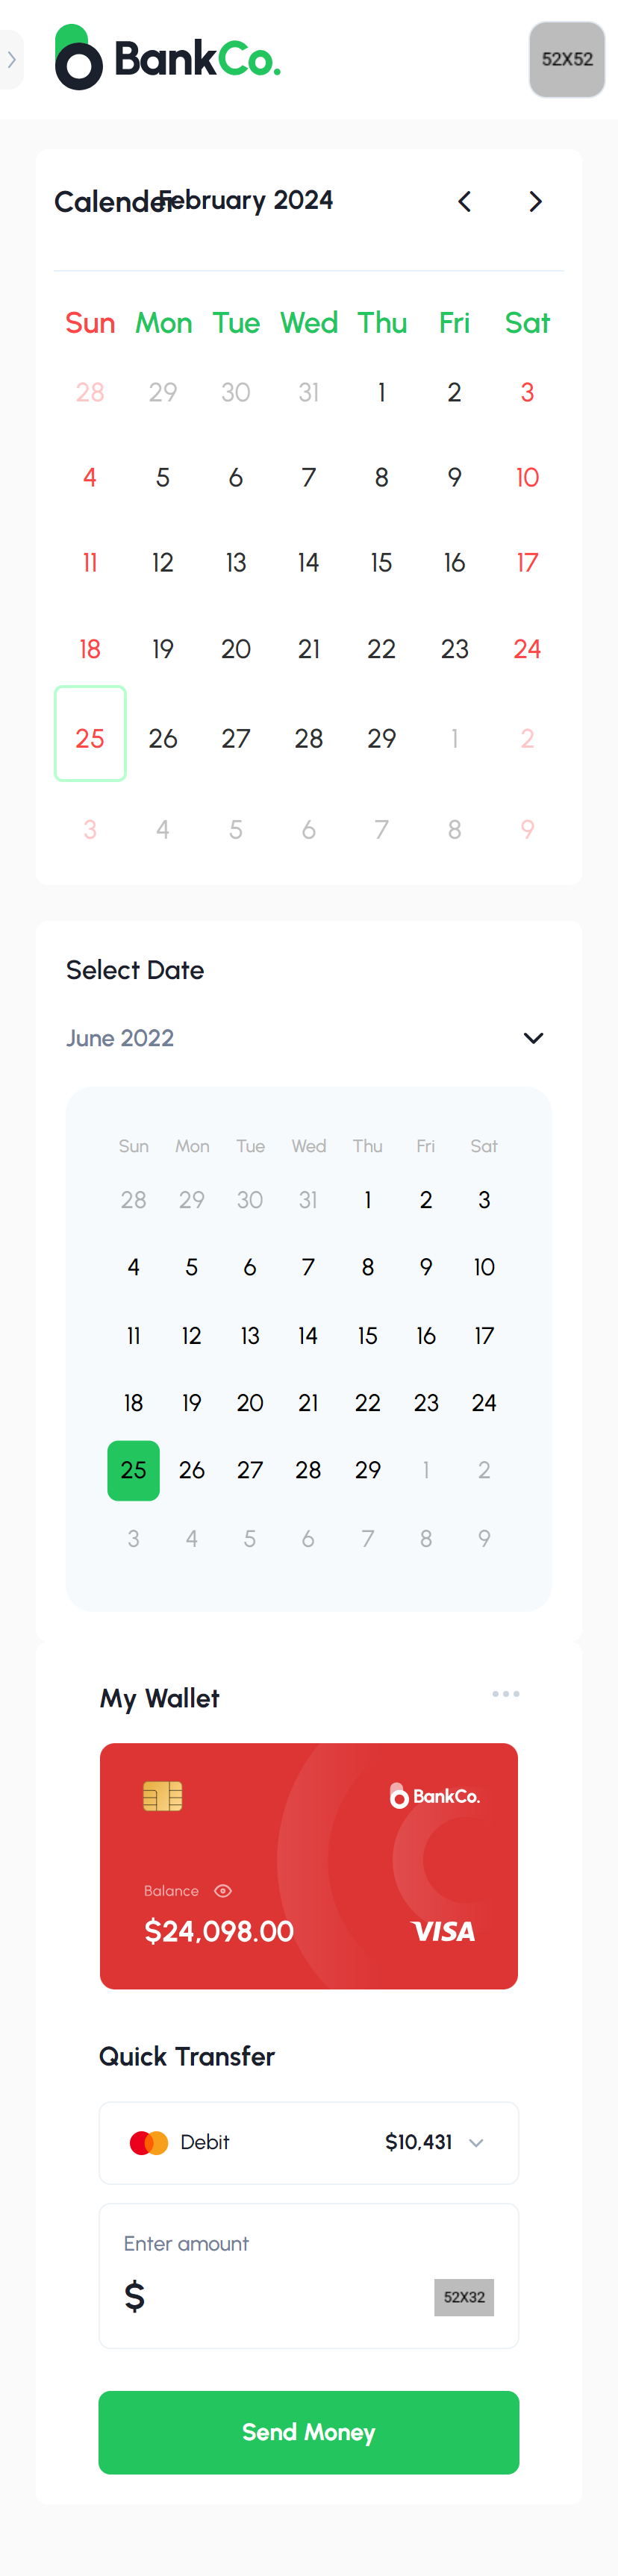 BankCo.
52X52
Calender February 2024
Sun Mon Tue Wed Thu Fri Sat
28 29 30 31 1 2 3
4 5 6 7 8 9 10
11 12 13 14 15 16 17
18 19 20 21 22 23 24
25 26 27 28 29 1 2
3 4 5 6 7 8 9
Select Date
June 2022
Sun Mon Tue Wed Thu Fri Sat
28 29 30 31 1 2 3
4 5 6 7 8 9 10
11 12 13 14 15 16 17
18 19 20 21 22 23 24
25 26 27 28 29 1 2
3 4 5 6 7 8 9
My Wallet
BankCo.
Balance
$24,098.00 VISA
Quick Transfer
Debit $10,431
Enter amount
$ 52X32
Send Money